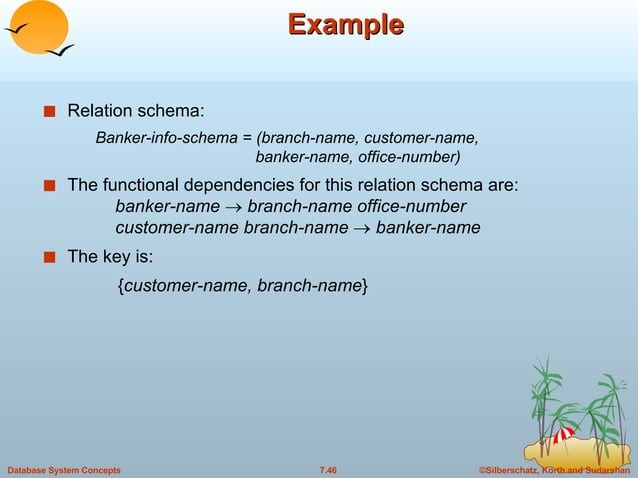 Example
Relation schema:
Banker-info-schema = (branch-name, customer-name,
banker-name, office-number)
The functional dependencies for this relation schema are:
banker-name → branch-name office-number
customer-name branch-name → banker-name
The key is:
{customer-name, branch-name}
Database System Concepts 7.46 ©Silberschatz, Korth and Sudarshan